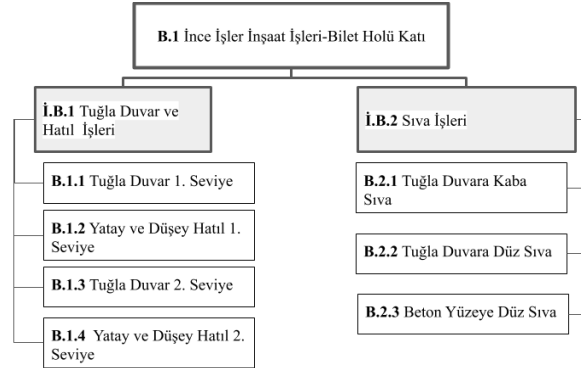 B.1 İnce İşler İnşaat İşleri-Bilet Holü Katı
İ.B.1 Tuğla Duvar ve
Hatıl İşleri
B.1.1 Tuğla Duvar 1. Seviye
B.1.2 Yatay ve Düşey Hatıl 1.
Seviye
B.1.3 Tuğla Duvar 2. Seviye
B.1.4 Yatay ve Düşey Hatıl 2.
Seviye
İ.B.2 Sıva İşleri
B.2.1 Tuğla Duvara Kaba
Sıva
B.2.2 Tuğla Duvara Düz Sıva
B.2.3 Beton Yüzeye Düz Sıva